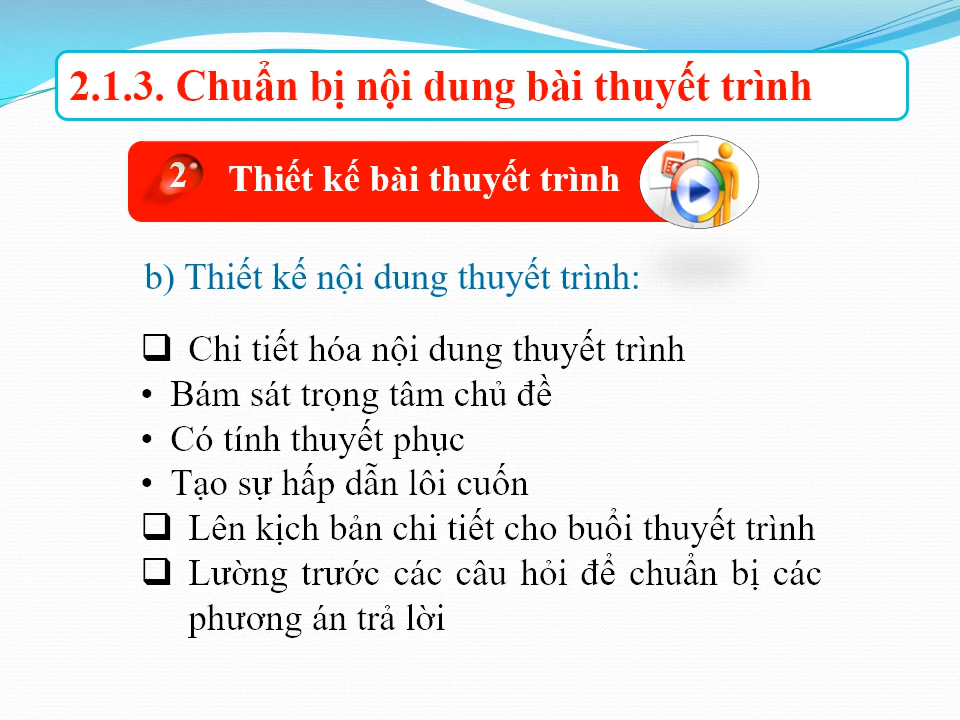 2.1.3. Chuẩn bị nội dung bài thuyết trình
2 Thiết kế bài thuyết trình
b) Thiết kế nội dung thuyết trình:
❑ Chi tiết hóa nội dung thuyết trình
• Bám sát trọng tâm chủ đề
• Có tính thuyết phục
• Tạo sự hấp dẫn lôi cuốn
❑ Lên kịch bản chi tiết cho buổi thuyết trình
❑ Lường trước các câu hỏi để chuẩn bị các
phương án trả lời